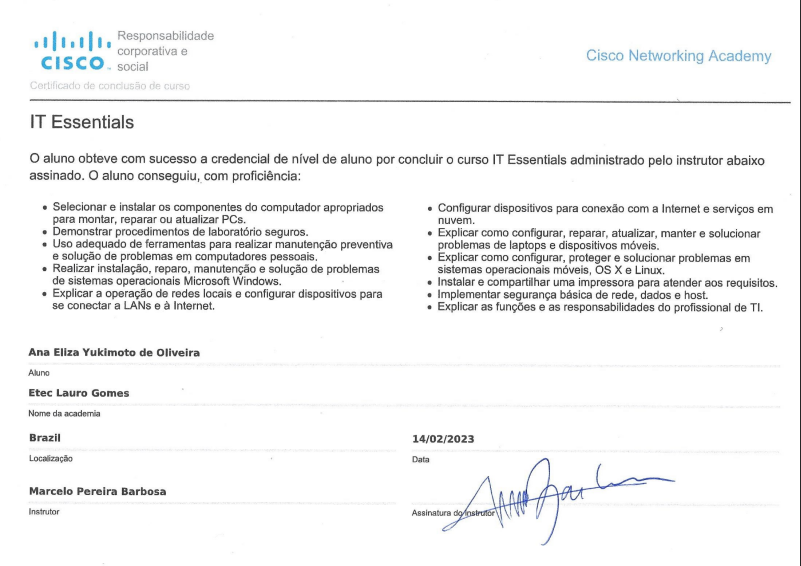 Responsabilidade
corporativa e
social
CISCO
Cisco Networking Academy
Certificado de conclusão de curso
IT Essentials
O aluno obteve com sucesso a credencial de nível de aluno por concluir o curso IT Essentials administrado pelo instrutor abaixo
assinado. O aluno conseguiu, com proficiência:
• Selecionar e instalar os componentes do computador apropriados
para montar, reparar ou atualizar PCs.
• Demonstrar procedimentos de laboratório seguros.
• Uso adequado de ferramentas para realizar manutenção preventiva
e solução de problemas em computadores pessoais.
• Realizar instalação, reparo, manutenção e solução de problemas
de sistemas operacionais Microsoft Windows.
• Explicar a operação de redes locais e configurar dispositivos para
se conectar a LANs e à Internet.
• Configurar dispositivos para conexão com a Internet e serviços em
nuvem.
• Explicar como configurar, reparar, atualizar, manter e solucionar
problemas de laptops e dispositivos móveis.
• Explicar como configurar, proteger e solucionar problemas em
sistemas operacionais móveis, OS X e Linux.
• Instalar e compartilhar uma impressora para atender aos requisitos.
• Implementar segurança básica de rede, dados e host.
• Explicar as funções e as responsabilidades do profissional de TI.
Ana Eliza Yukimoto de Oliveira
Aluno
Etec Lauro Gomes
Nome da academia
Brazil
Localização
14/02/2023
Data
Marcelo Pereira Barbosa
Instrutor
Assinatura do instrutor